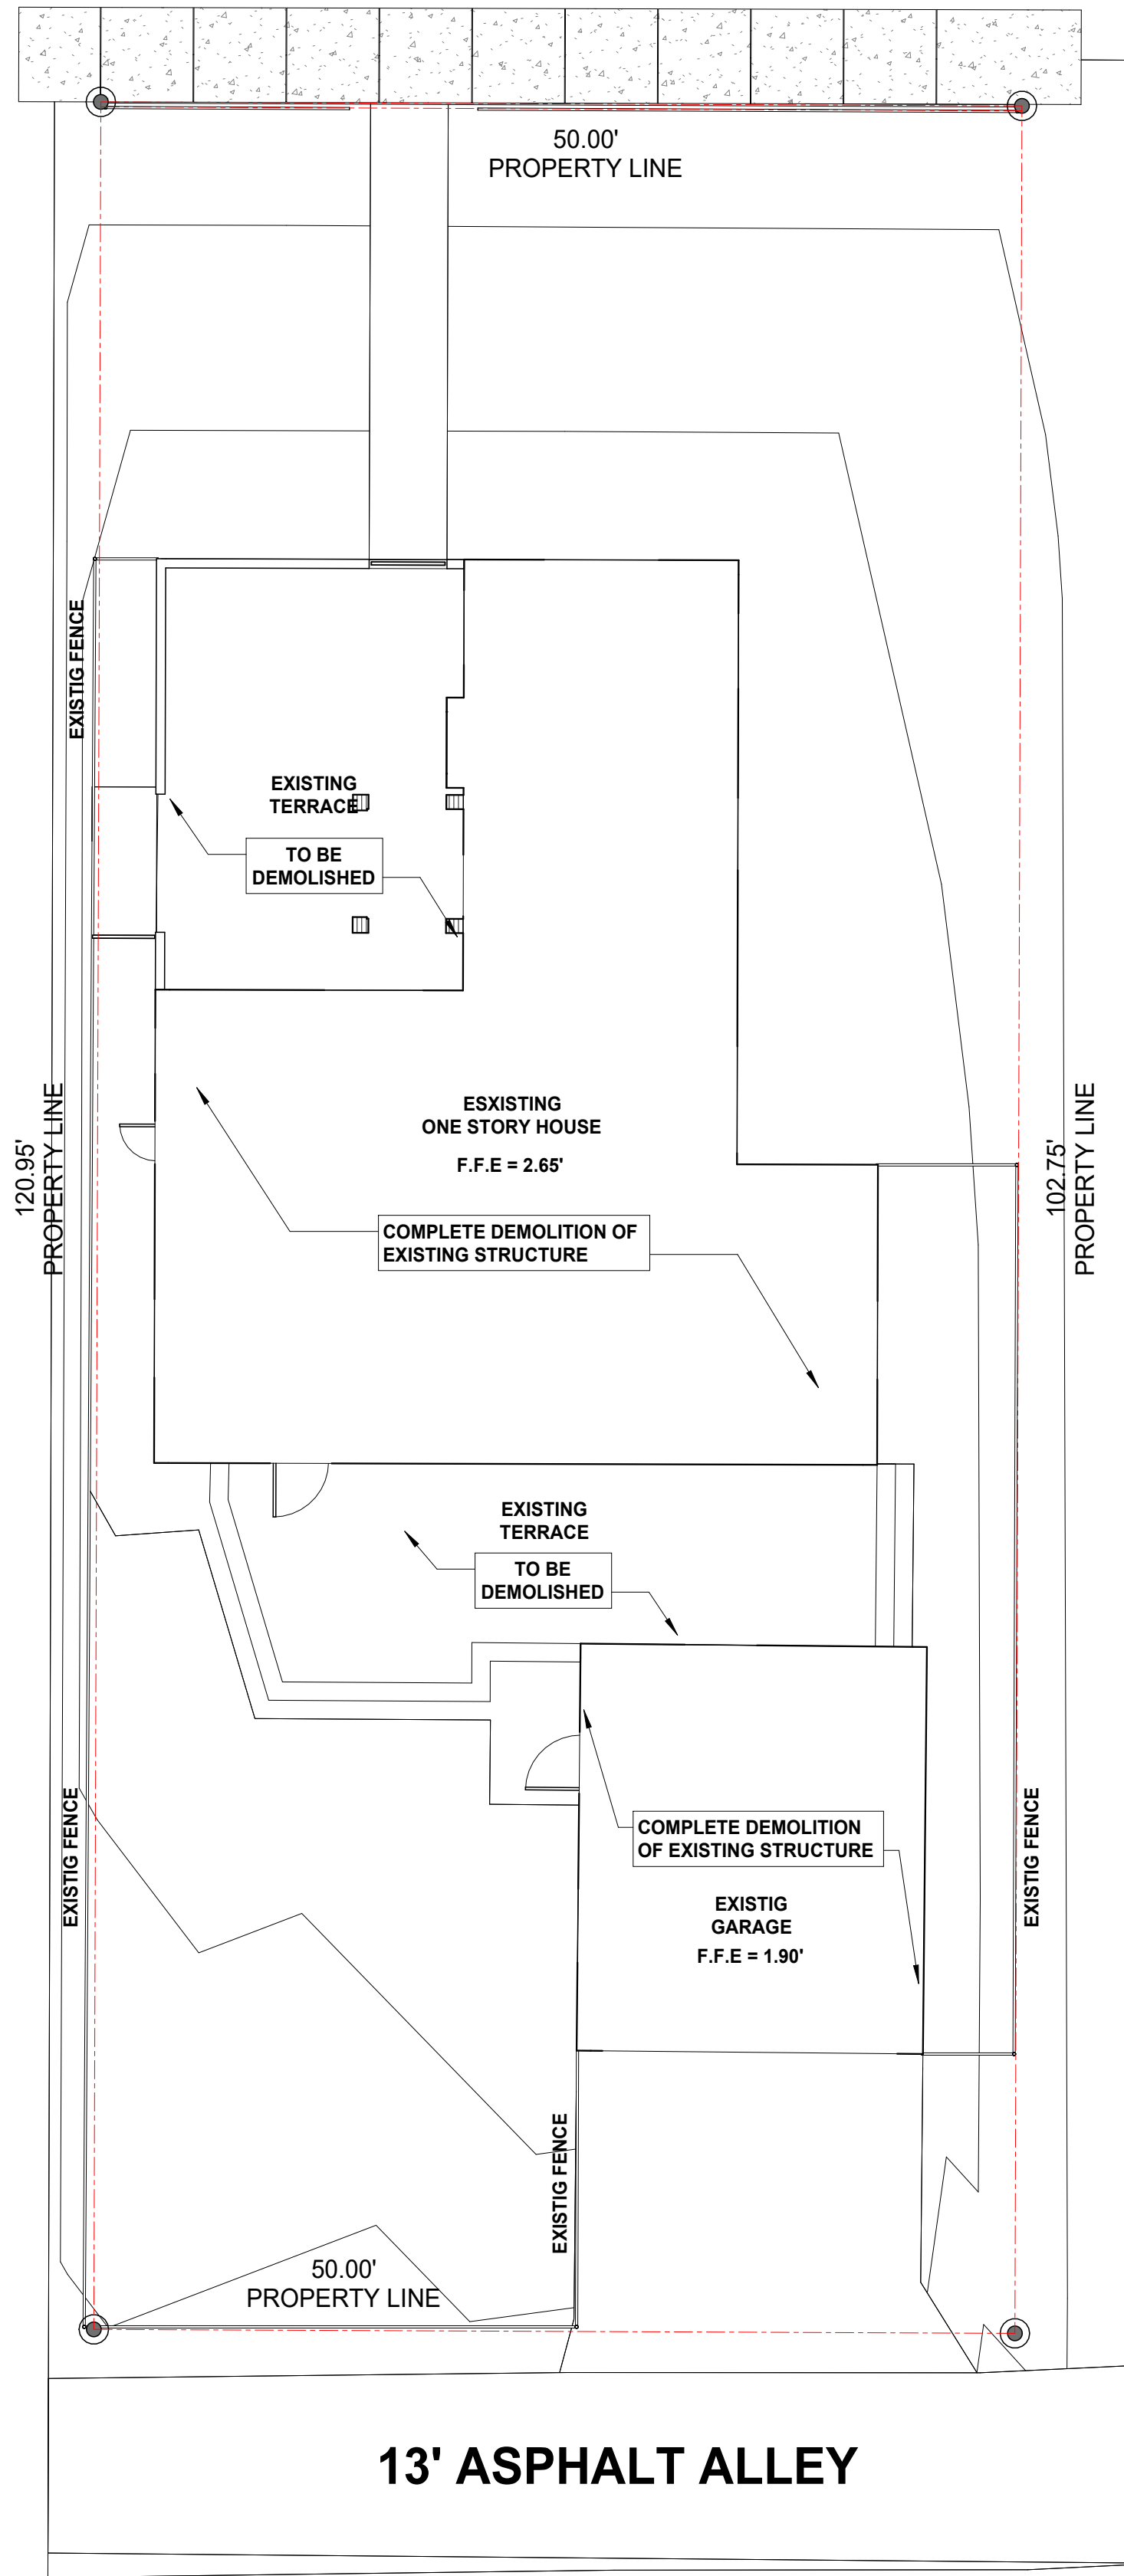 50.00'
PROPERTY LINE
EXISTIG FENCE
EXISTING
TERRACE
TO BE
DEMOLISHED
120.95'
PROPERTY LINE
ESXISTING
ONE STORY HOUSE
F.F.E = 2.65'
102.75'
PROPERTY LINE
COMPLETE DEMOLITION OF
EXISTING STRUCTURE
EXISTING
TERRACE
TO BE
DEMOLISHED
EXISTIG FENCE
COMPLETE DEMOLITION
OF EXISTING STRUCTURE
EXISTIG FENCE
EXISTIG
GARAGE
F.F.E = 1.90'
EXISTIG FENCE
50.00'
PROPERTY LINE
13' ASPHALT ALLEY